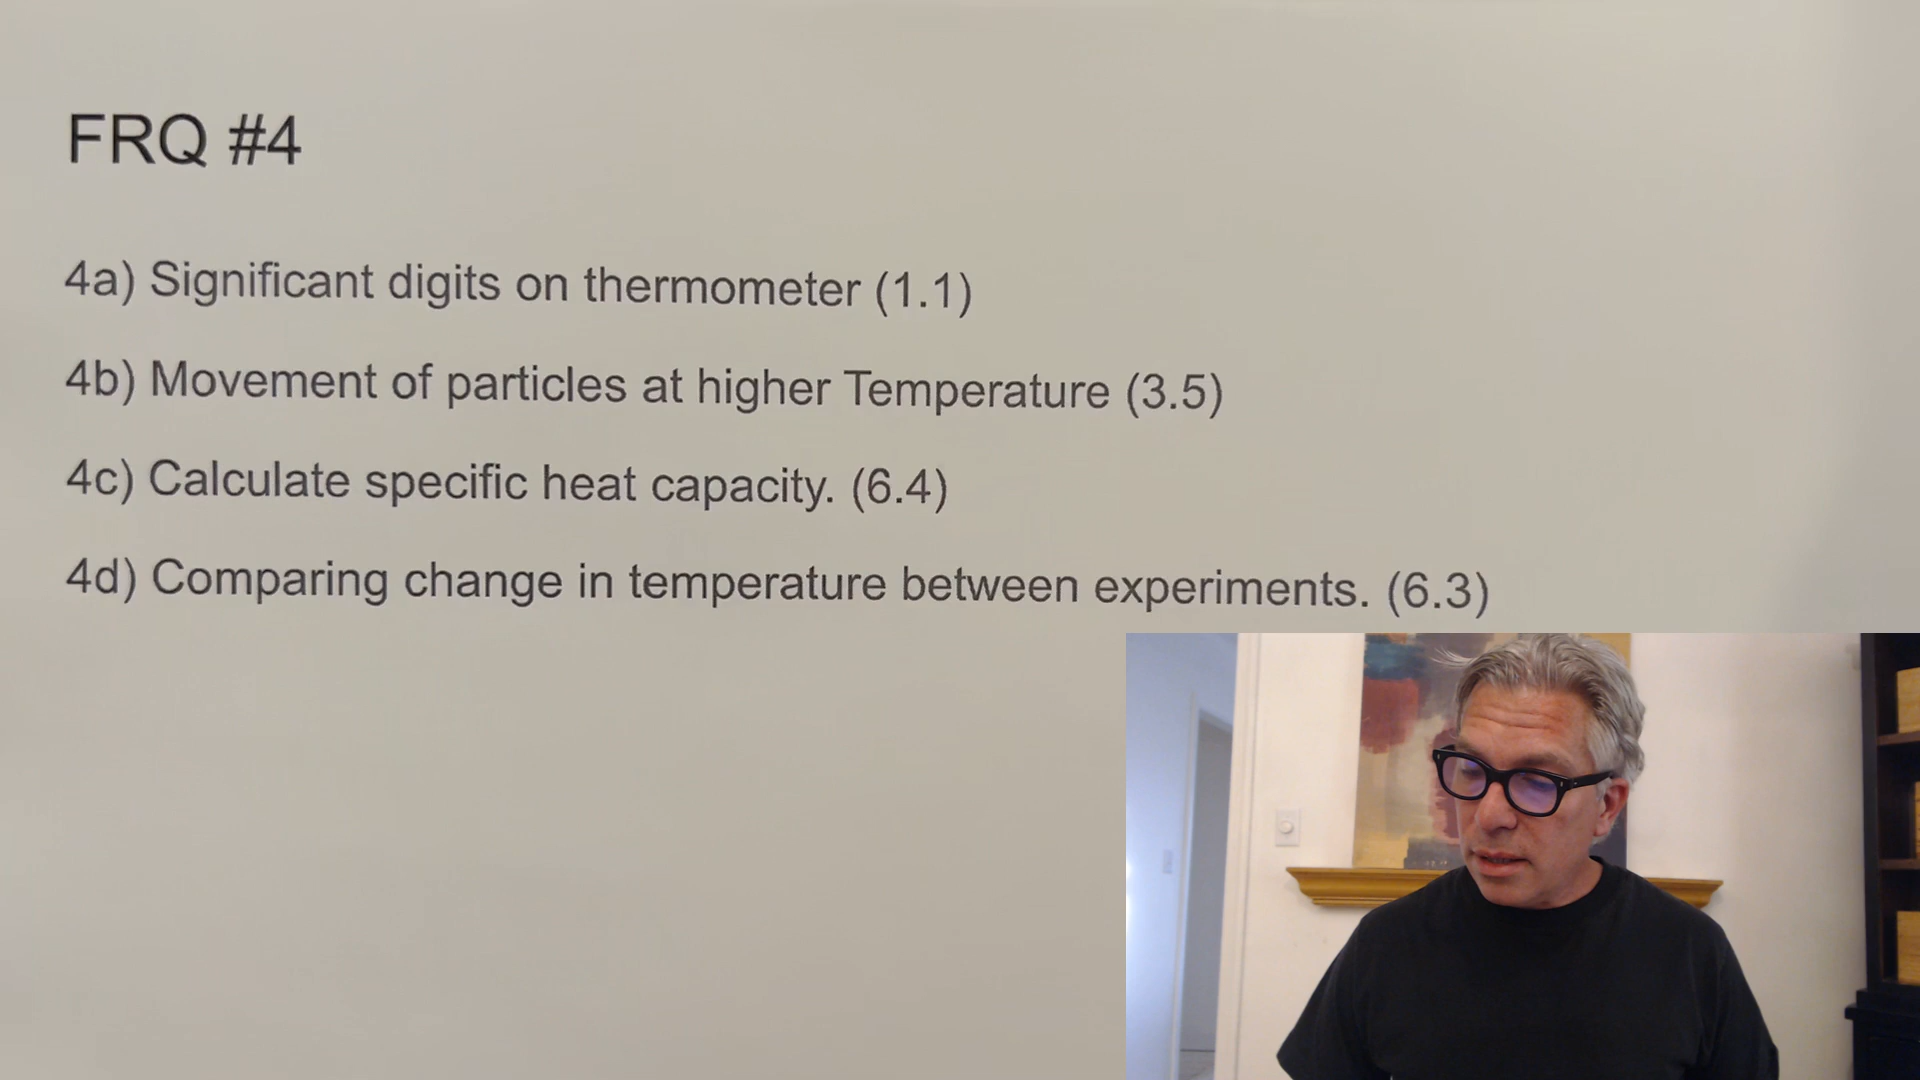 FRQ #4
4a) Significant digits on thermometer (1.1)
4b) Movement of particles at higher Temperature (3.5)
4c) Calculate specific heat capacity. (6.4)
4d) Comparing change in temperature between experiments. (6.3)